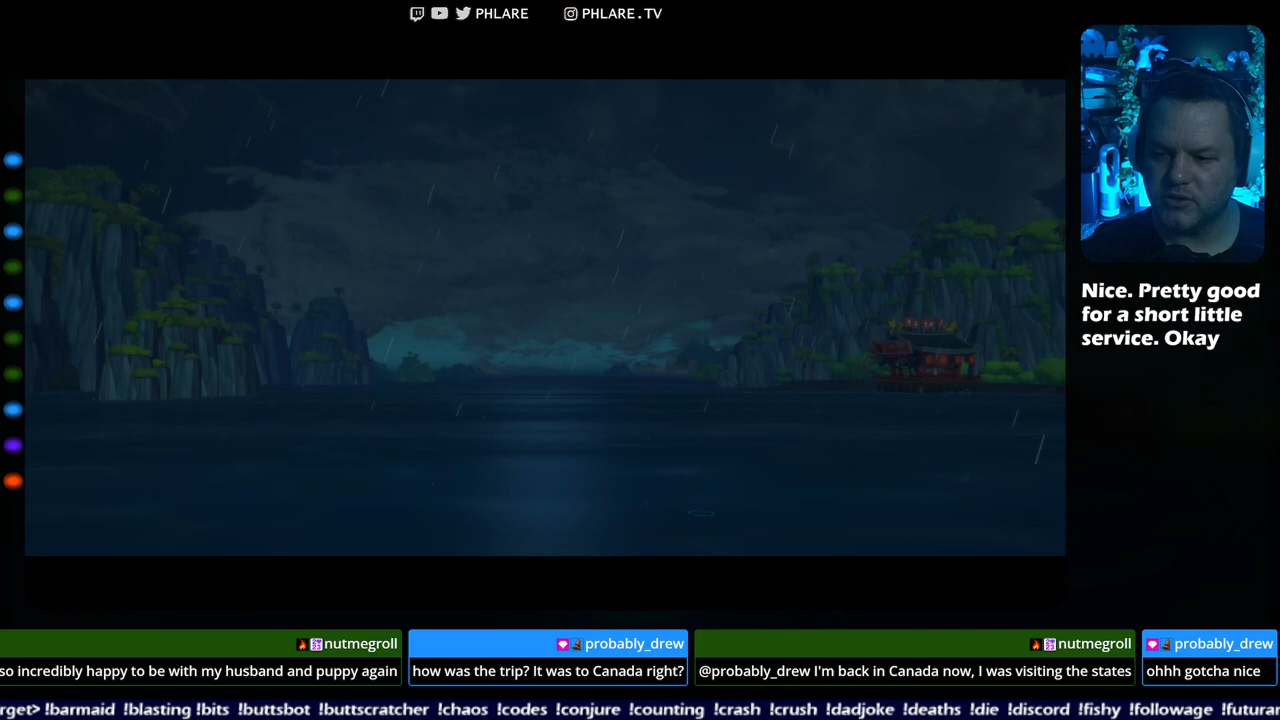 PHLARE PHLARE.TV
Nice. Pretty good
for a short little
service. Okay
nutmegroll probably_drew nutmegroll probably_drew
so incredibly happy to be with my husband and puppy again how was the trip? It was to Canada right? @probably_drew I'm back in Canada now, I was visiting the states ohhh gotcha nice
rget> !barmaid !blasting !bits !buttsbot !buttscratcher !chaos !codes !conjure !counting !crash !crush !dadjoke !deaths !die !discord !fishy !followage !futurar